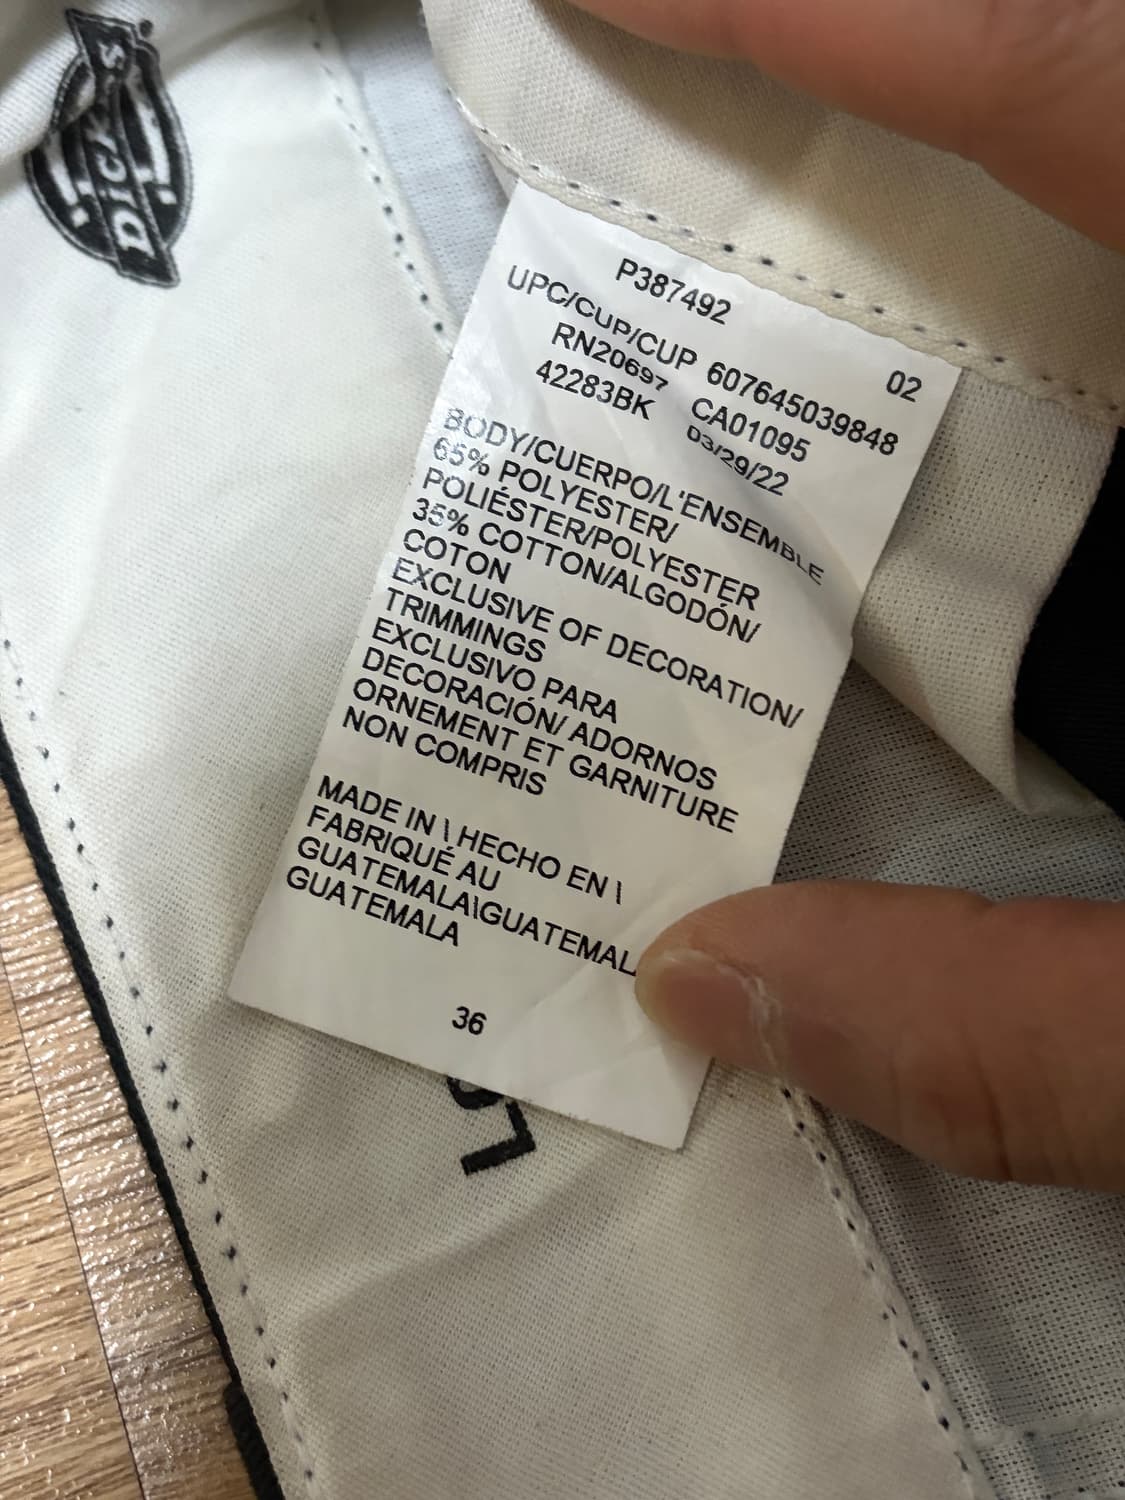 DICKIES
P387492
02
UPC/CUP/CUP 607645039848
RN20697 CA01095
42283BK 03/29/22
BODY/CUERPO/L'ENSEMBLE
65% POLYESTER/
POLIÉSTER/POLYESTER
35% COTTON/ALGODÓN/
COTON
EXCLUSIVE OF DECORATION/
TRIMMINGS
EXCLUSIVO PARA
DECORACIÓN/ ADORNOS
ORNEMENT ET GARNITURE
NON COMPRIS
MADE IN \ HECHO EN \
FABRIQUÉ AU
GUATEMALA\GUATEMAL
GUATEMALA
36